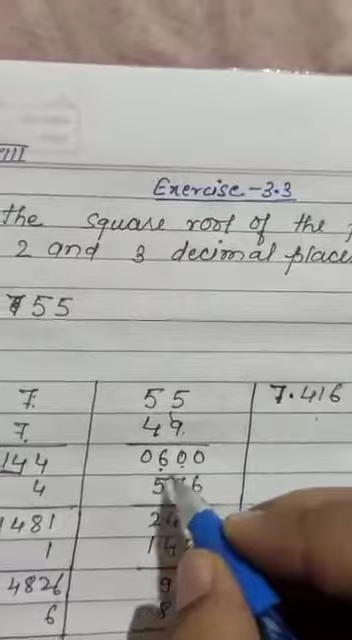 VIII
Exercise-3.3
the square root of the
2 and 3 decimal place
55
7 55 7.416
7 49
144 0600
4
1481
1
4826
6